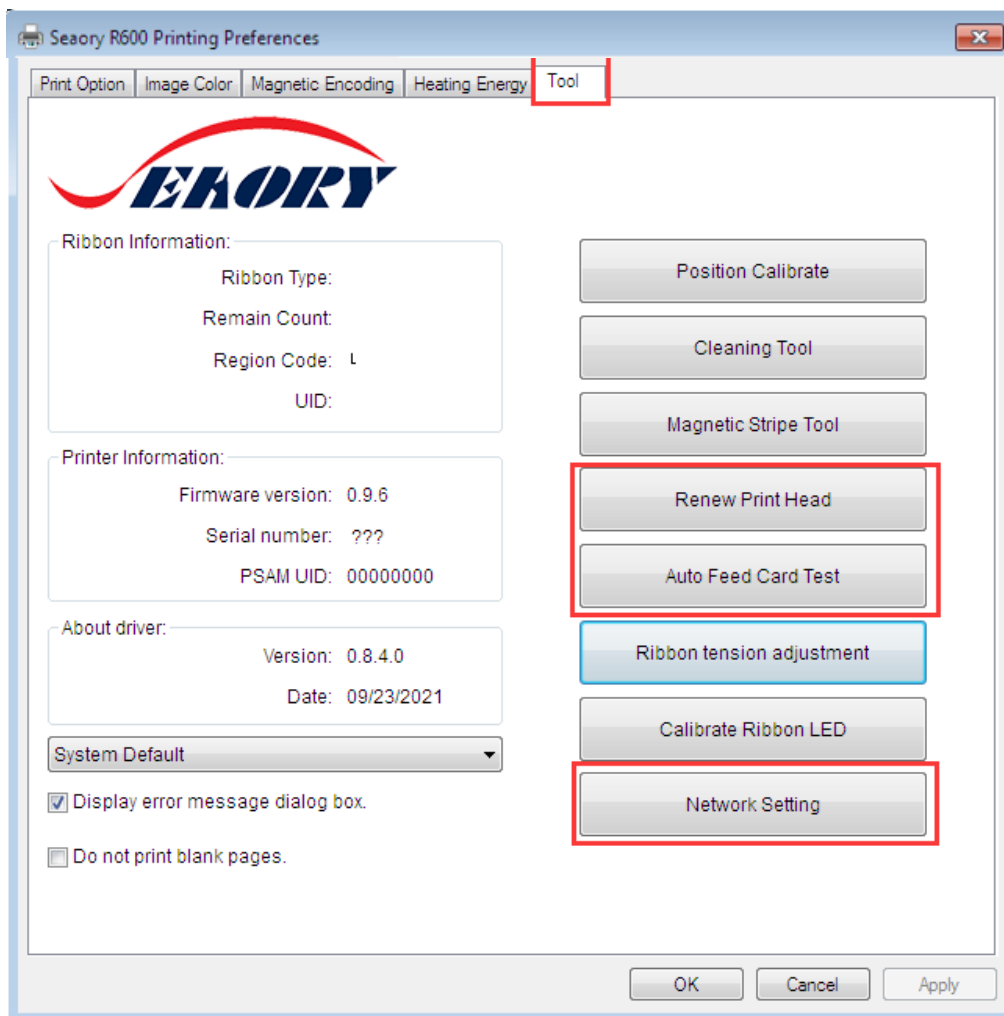 Seaory R600 Printing Preferences
Print Option Image Color Magnetic Encoding Heating Energy Tool
SEAORY
Ribbon Information:
Ribbon Type:
Remain Count:
Region Code: L
UID:
Printer Information:
Firmware version: 0.9.6
Serial number: ???
PSAM UID: 00000000
About driver:
Version: 0.8.4.0
Date: 09/23/2021
System Default
Display error message dialog box.
Do not print blank pages.
Position Calibrate
Cleaning Tool
Magnetic Stripe Tool
Renew Print Head
Auto Feed Card Test
Ribbon tension adjustment
Calibrate Ribbon LED
Network Setting
OK Cancel Apply